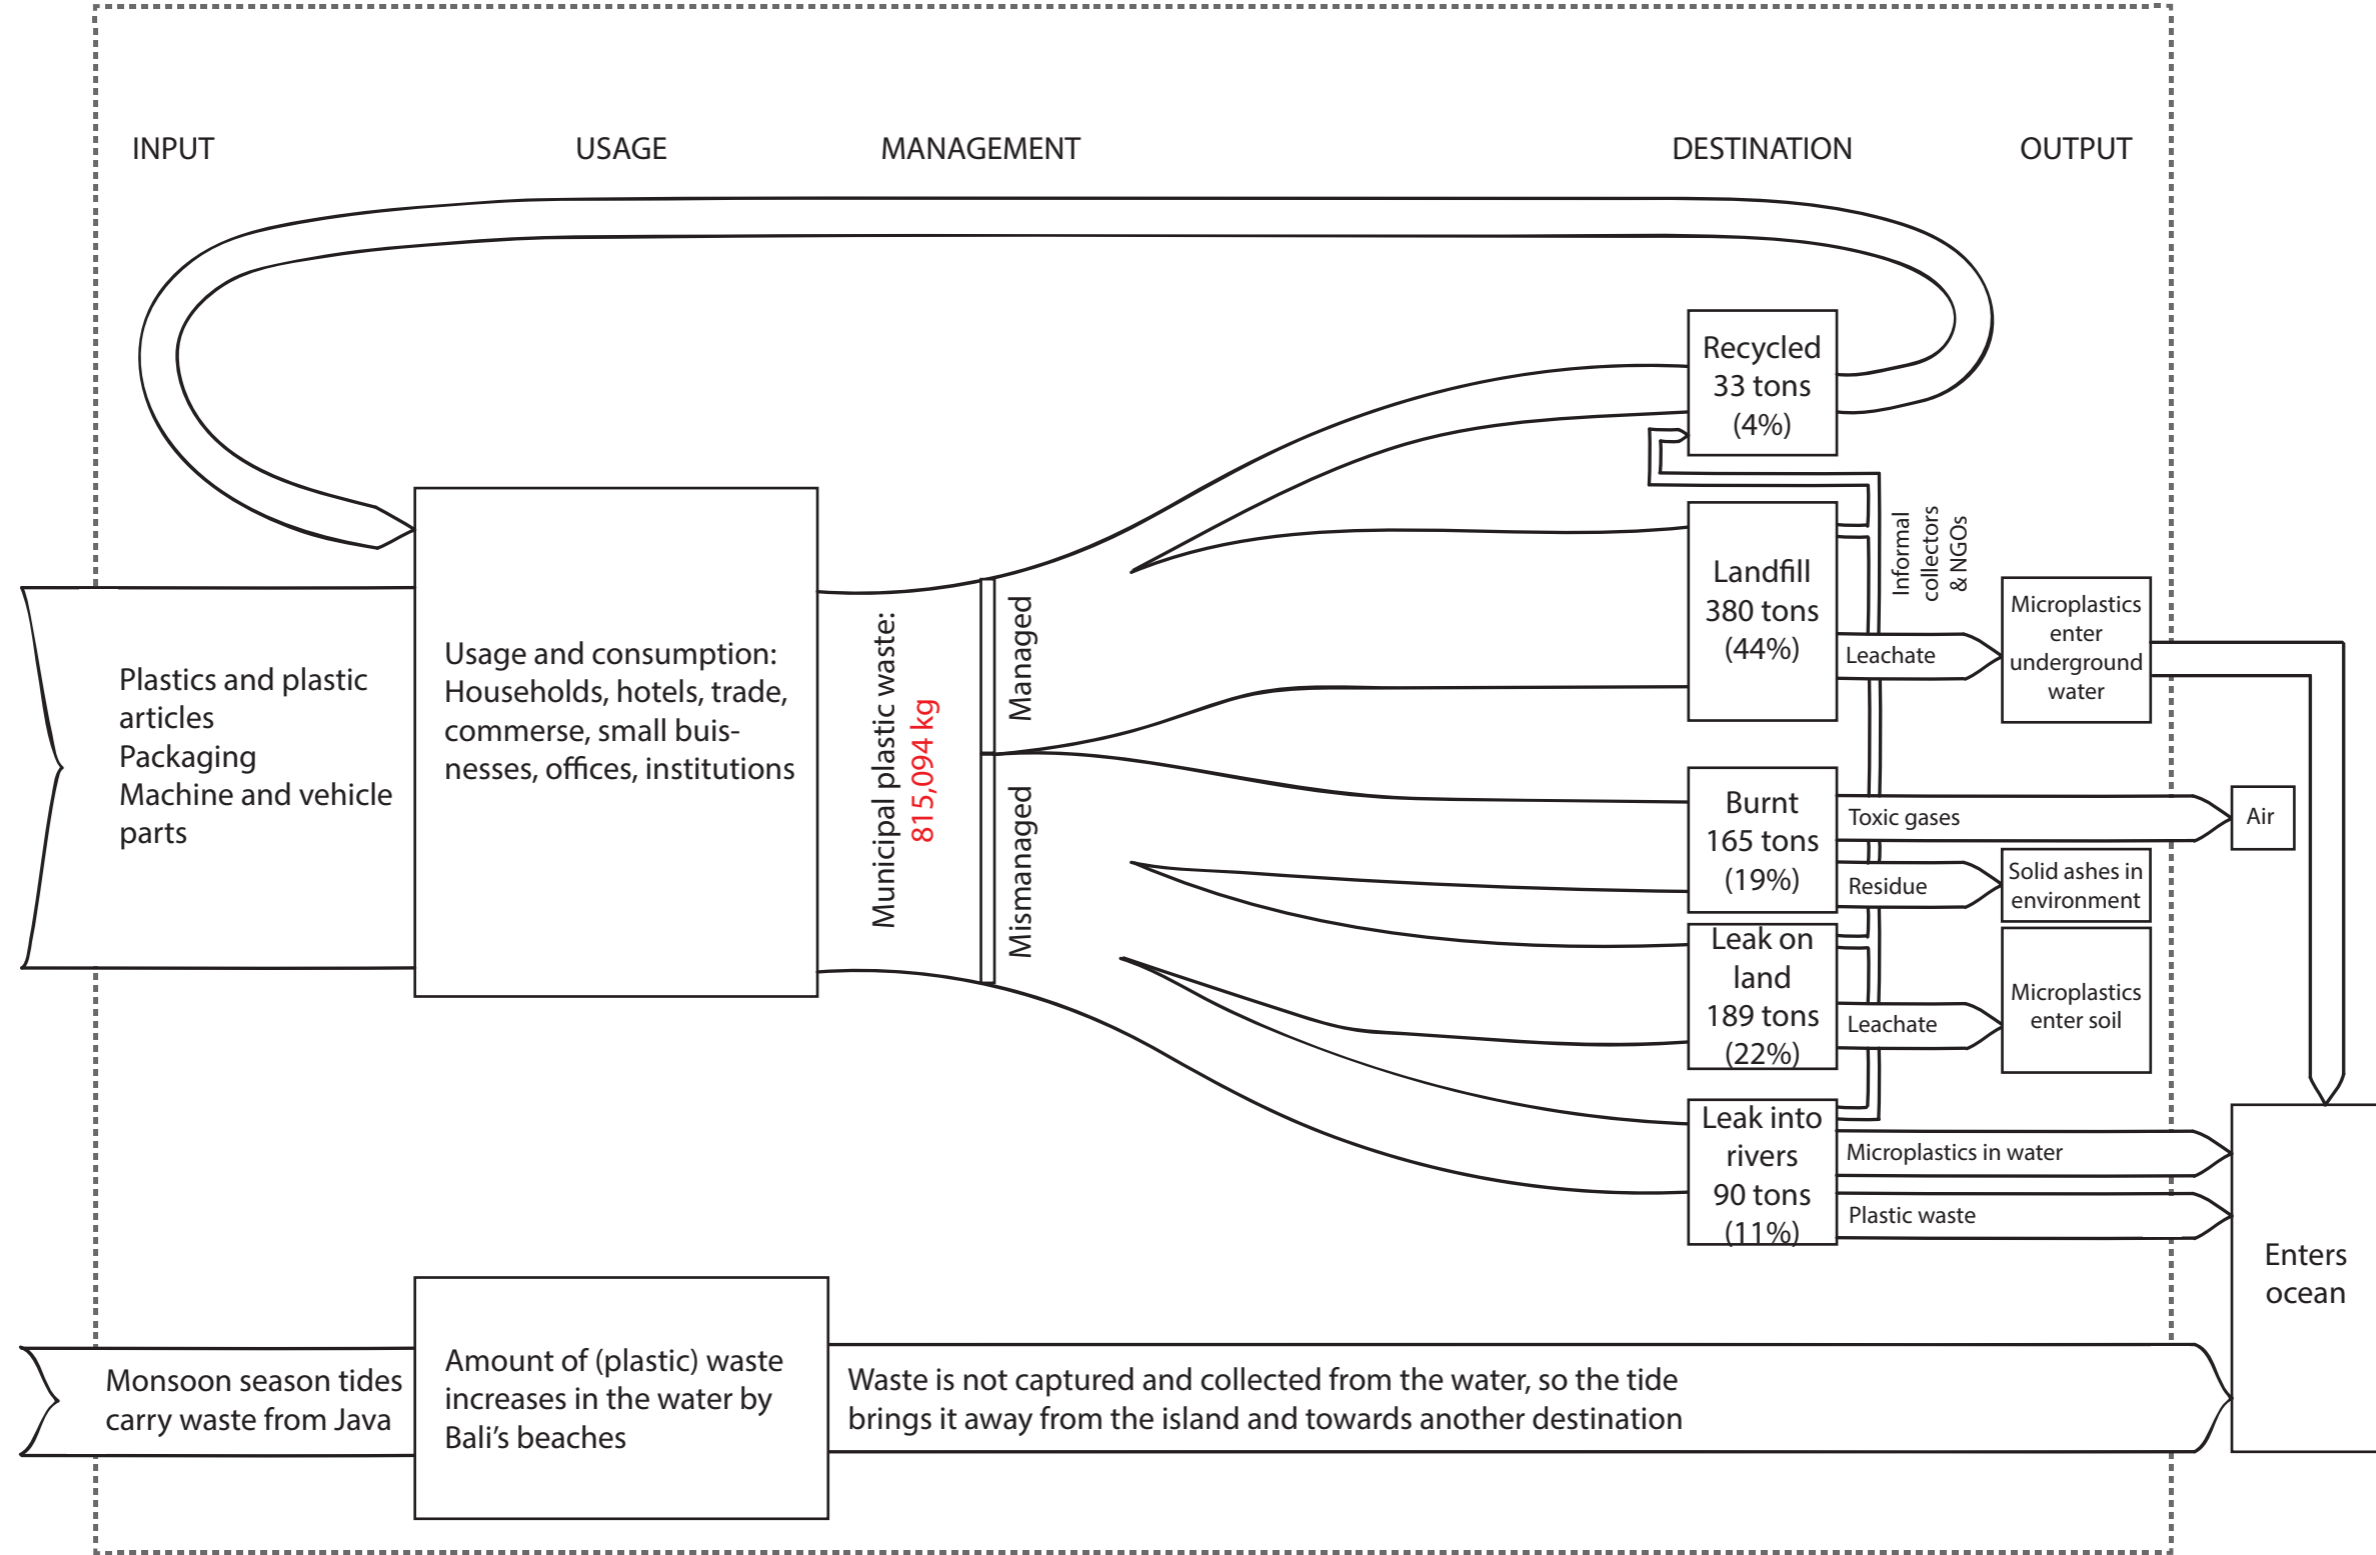 INPUT
USAGE
MANAGEMENT
DESTINATION
OUTPUT
Plastics and plastic
articles
Packaging
Machine and vehicle
parts
Usage and consumption:
Households, hotels, trade,
commerse, small buis-
nesses, offices, institutions
Municipal plastic waste:
815,094 kg
Managed
Mismanaged
Recycled
33 tons
(4%)
Landfill
380 tons
(44%)
Informal
collectors
& NGOs
Leachate
Microplastics
enter
underground
water
Burnt
165 tons
(19%)
Toxic gases
Air
Residue
Solid ashes in
environment
Leak on
land
189 tons
(22%)
Leachate
Microplastics
enter soil
Leak into
rivers
90 tons
(11%)
Microplastics in water
Plastic waste
Enters
ocean
Monsoon season tides
carry waste from Java
Amount of (plastic) waste
increases in the water by
Bali's beaches
Waste is not captured and collected from the water, so the tide
brings it away from the island and towards another destination